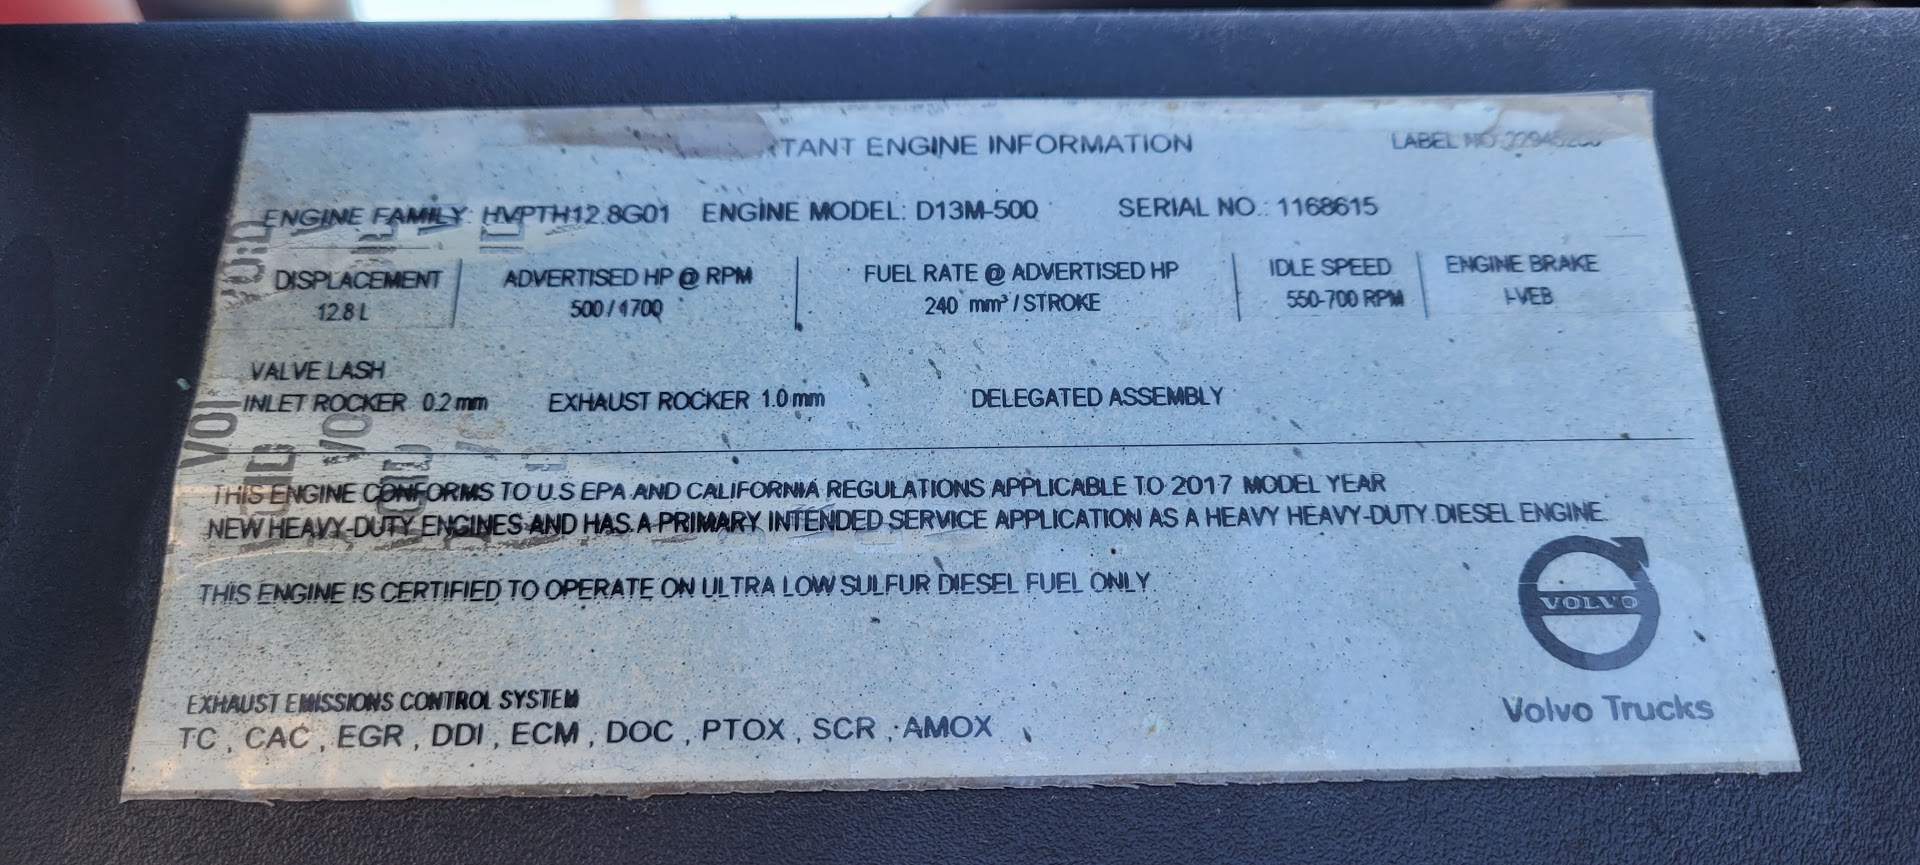 TANT ENGINE INFORMATION LABEL NO
ENGINE FAMILY: HVPTH12.8G01 ENGINE MODEL: D13M-500 SERIAL NO.: 1168615
DISPLACEMENT ADVERTISED HP @ RPM FUEL RATE @ ADVERTISED HP IDLE SPEED ENGINE BRAKE
12.8 L 500 / 1700 240 mm³ / STROKE 550-700 RPM I-VEB
VALVE LASH
INLET ROCKER 0.2 mm EXHAUST ROCKER 1.0 mm DELEGATED ASSEMBLY
THIS ENGINE CONFORMS TO U.S EPA AND CALIFORNIA REGULATIONS APPLICABLE TO 2017 MODEL YEAR
NEW HEAVY-DUTY ENGINES AND HAS A PRIMARY INTENDED SERVICE APPLICATION AS A HEAVY HEAVY-DUTY DIESEL ENGINE.
THIS ENGINE IS CERTIFIED TO OPERATE ON ULTRA LOW SULFUR DIESEL FUEL ONLY
VOLVO
Volvo Trucks
EXHAUST EMISSIONS CONTROL SYSTEM
TC , CAC , EGR , DDI , ECM , DOC , PTOX , SCR , AMOX